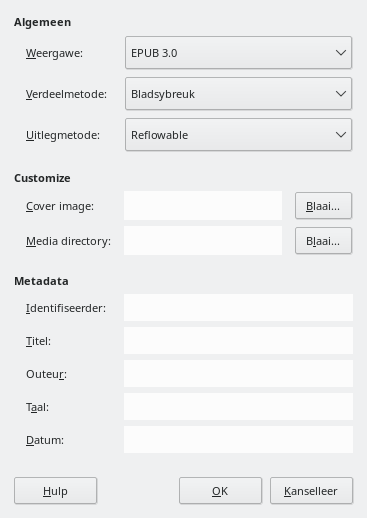 Algemeen
Weergawe: EPUB 3.0
Verdeelmetode: Bladsybreuk
Uitlegmetode: Reflowable
Customize
Cover image: Blaai...
Media directory: Blaai...
Metadata
Identifiseerder:
Titel:
Outeur:
Taal:
Datum:
Hulp OK Kanselleer